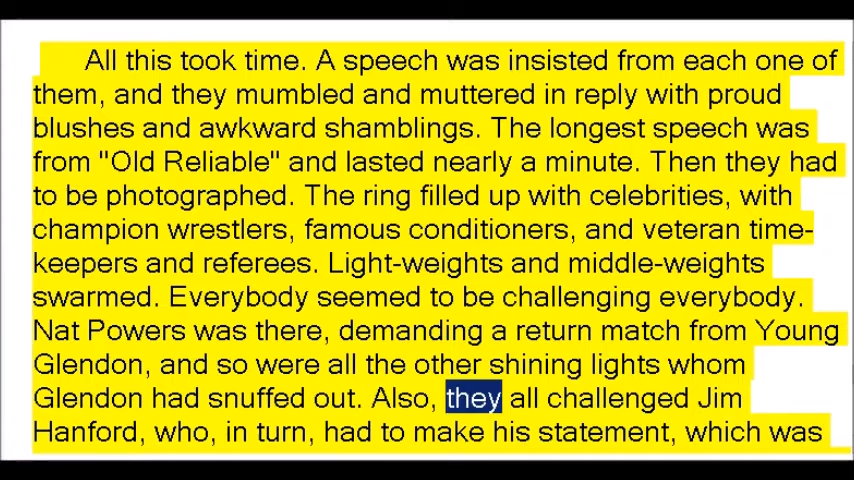 All this took time. A speech was insisted from each one of
them, and they mumbled and muttered in reply with proud
blushes and awkward shamblings. The longest speech was
from "Old Reliable" and lasted nearly a minute. Then they had
to be photographed. The ring filled up with celebrities, with
champion wrestlers, famous conditioners, and veteran time-
keepers and referees. Light-weights and middle-weights
swarmed. Everybody seemed to be challenging everybody.
Nat Powers was there, demanding a return match from Young
Glendon, and so were all the other shining lights whom
Glendon had snuffed out. Also, they all challenged Jim
Hanford, who, in turn, had to make his statement, which was